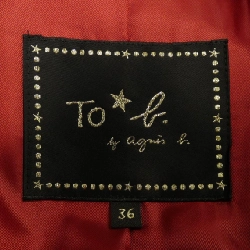 To ★ b.
by agnès b.
36